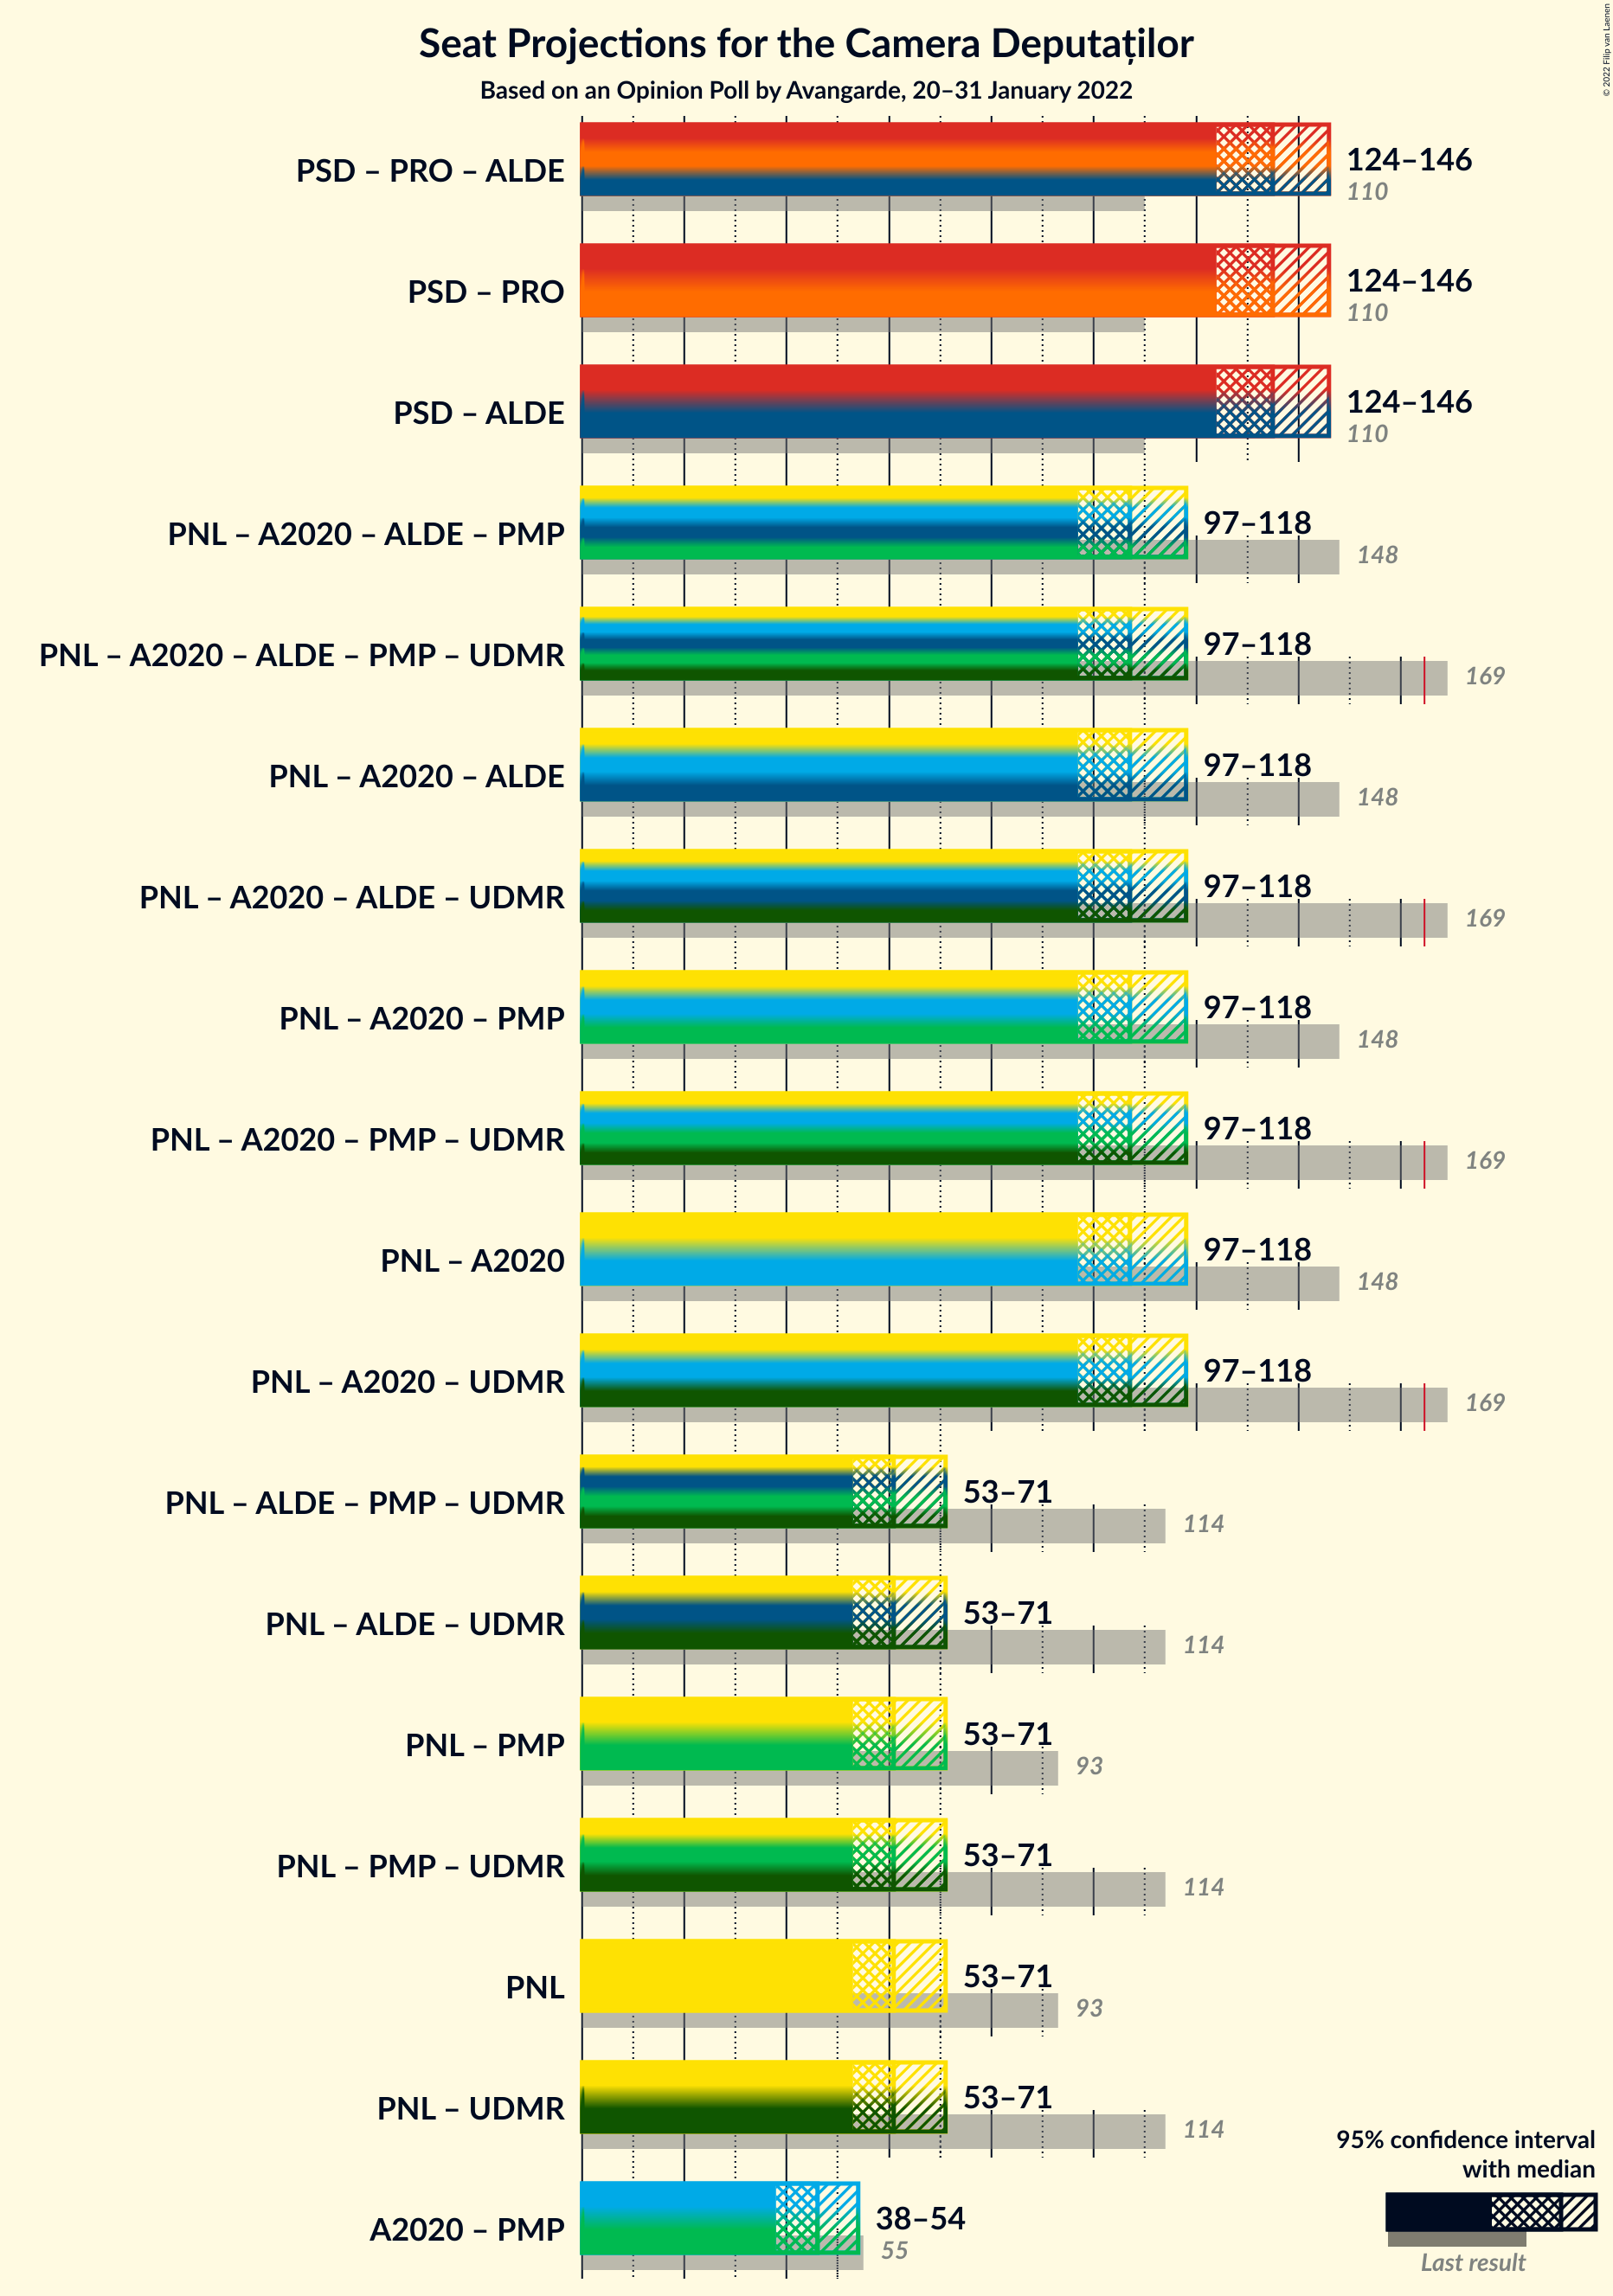 © 2022 Filip van Laenen
Seat Projections for the Camera Deputaților
Based on an Opinion Poll by Avangarde, 20–31 January 2022
PSD – PRO – ALDE
124–146
110
PSD – PRO
124–146
110
PSD – ALDE
124–146
110
PNL – A2020 – ALDE – PMP
97–118
148
PNL – A2020 – ALDE – PMP – UDMR
97–118
169
PNL – A2020 – ALDE
97–118
148
PNL – A2020 – ALDE – UDMR
97–118
169
PNL – A2020 – PMP
97–118
148
PNL – A2020 – PMP – UDMR
97–118
169
PNL – A2020
97–118
148
PNL – A2020 – UDMR
97–118
169
PNL – ALDE – PMP – UDMR
53–71
114
PNL – ALDE – UDMR
53–71
114
PNL – PMP
53–71
93
PNL – PMP – UDMR
53–71
114
PNL
53–71
93
PNL – UDMR
53–71
114
A2020 – PMP
38–54
55
95% confidence interval
with median
Last result